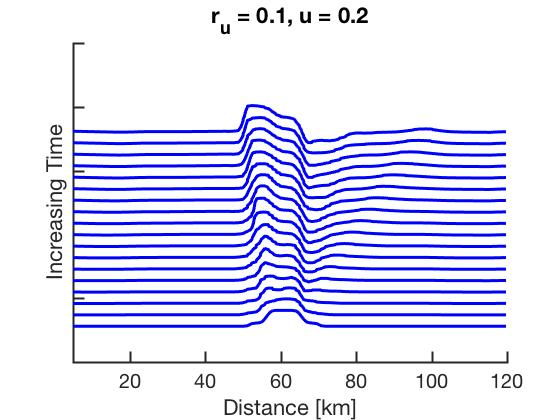 r_u = 0.1, u = 0.2
Increasing Time
20 40 60 80 100 120
Distance [km]